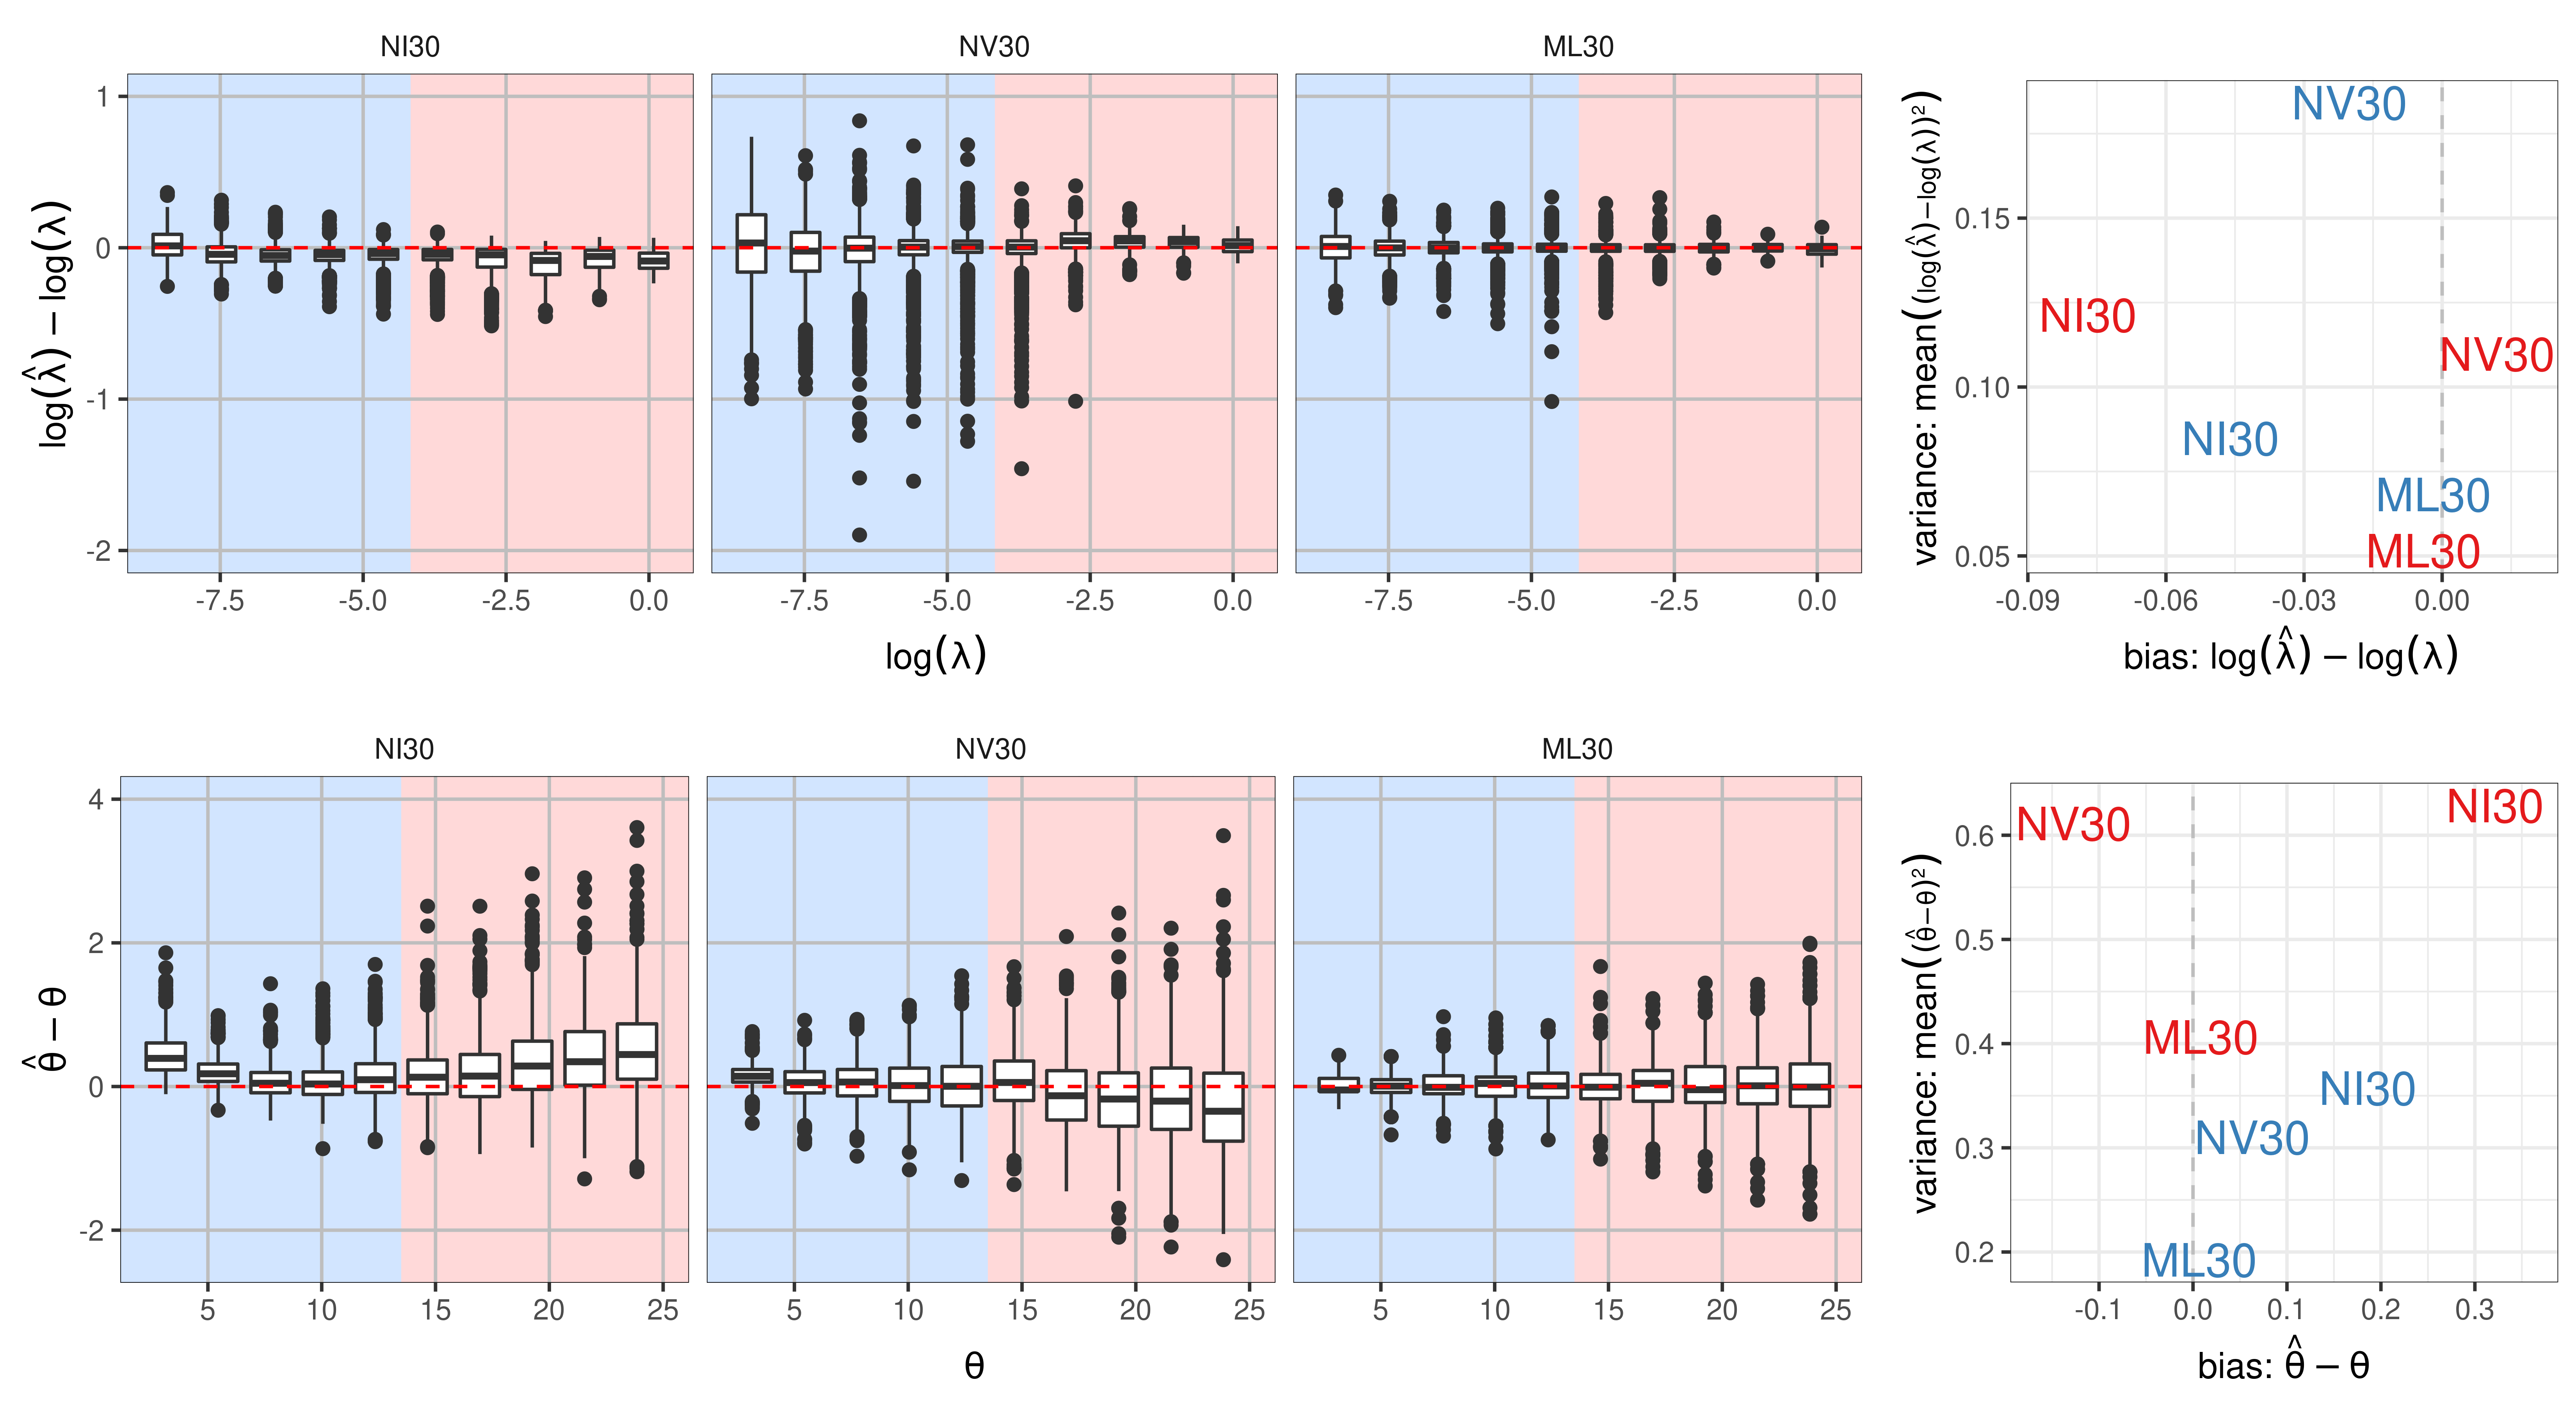 NI30 NV30 ML30
log(λ̂) − log(λ)
1
0
-1
-2
-7.5 -5.0 -2.5 0.0 -7.5 -5.0 -2.5 0.0 -7.5 -5.0 -2.5 0.0
log(λ)
variance: mean((log(λ̂)−log(λ))²)
0.15
0.10
0.05
NV30
NI30
NV30
NI30
ML30
ML30
-0.09 -0.06 -0.03 0.00
bias: log(λ̂) − log(λ)
NI30 NV30 ML30
θ̂ − θ
4
2
0
-2
5 10 15 20 25 5 10 15 20 25 5 10 15 20 25
θ
variance: mean((θ̂−θ)²)
0.6
0.5
0.4
0.3
0.2
NI30
NV30
ML30
NI30
NV30
ML30
-0.1 0.0 0.1 0.2 0.3
bias: θ̂ − θ